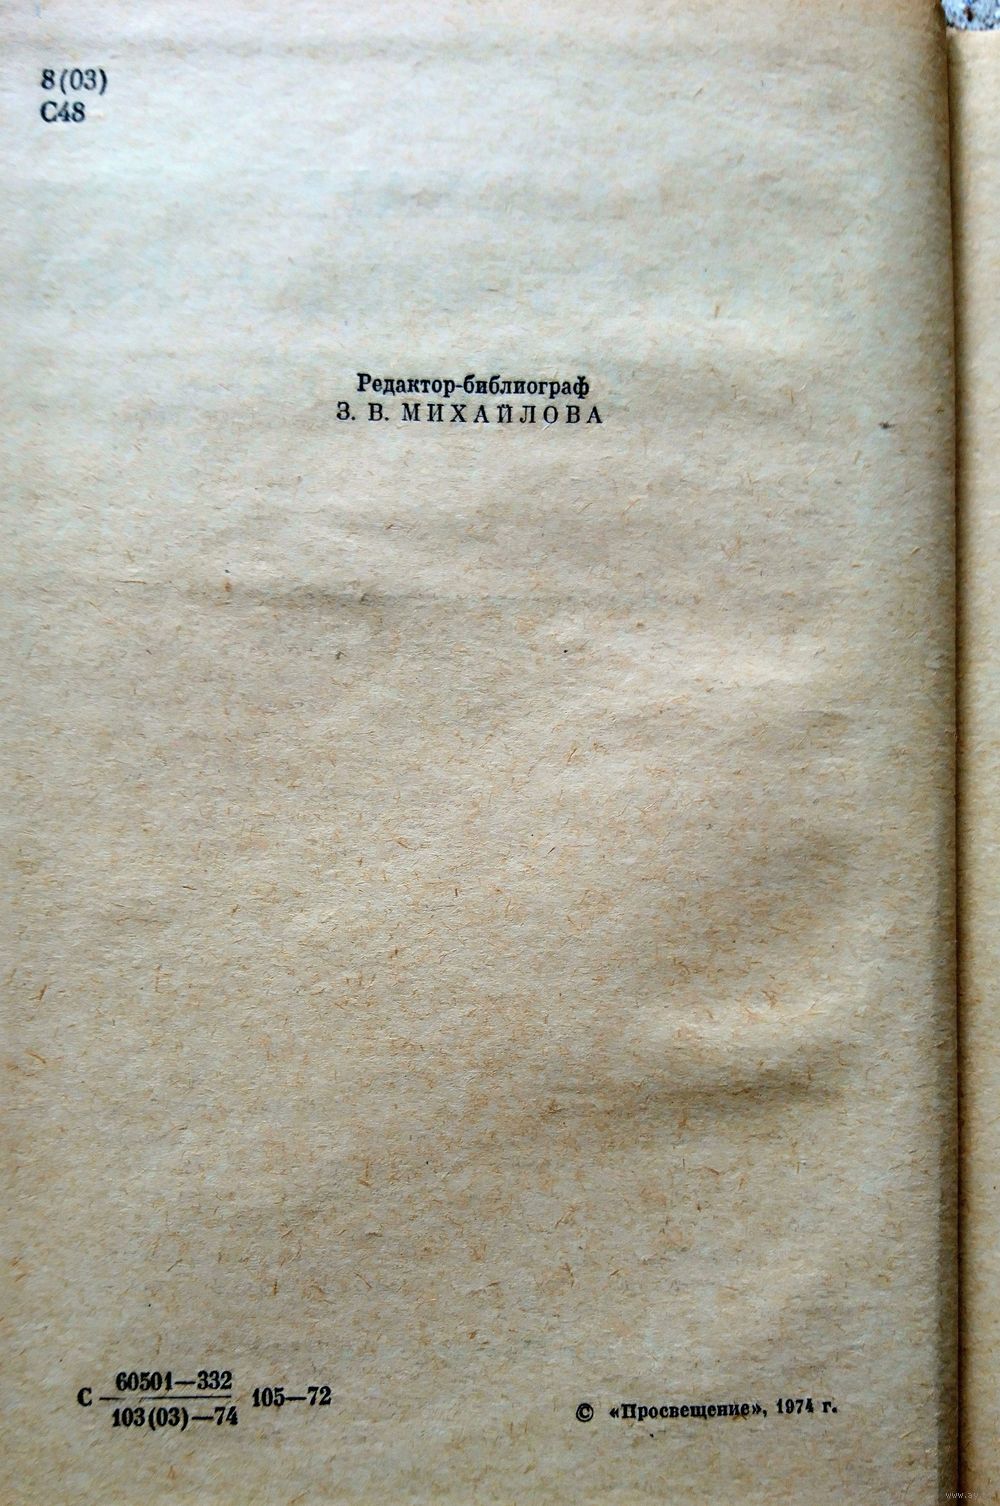 8(03)
С48
Редактор-библиограф
З. В. МИХАЙЛОВА
С 60501—332 / 103(03)—74 105—72
© «Просвещение», 1974 г.